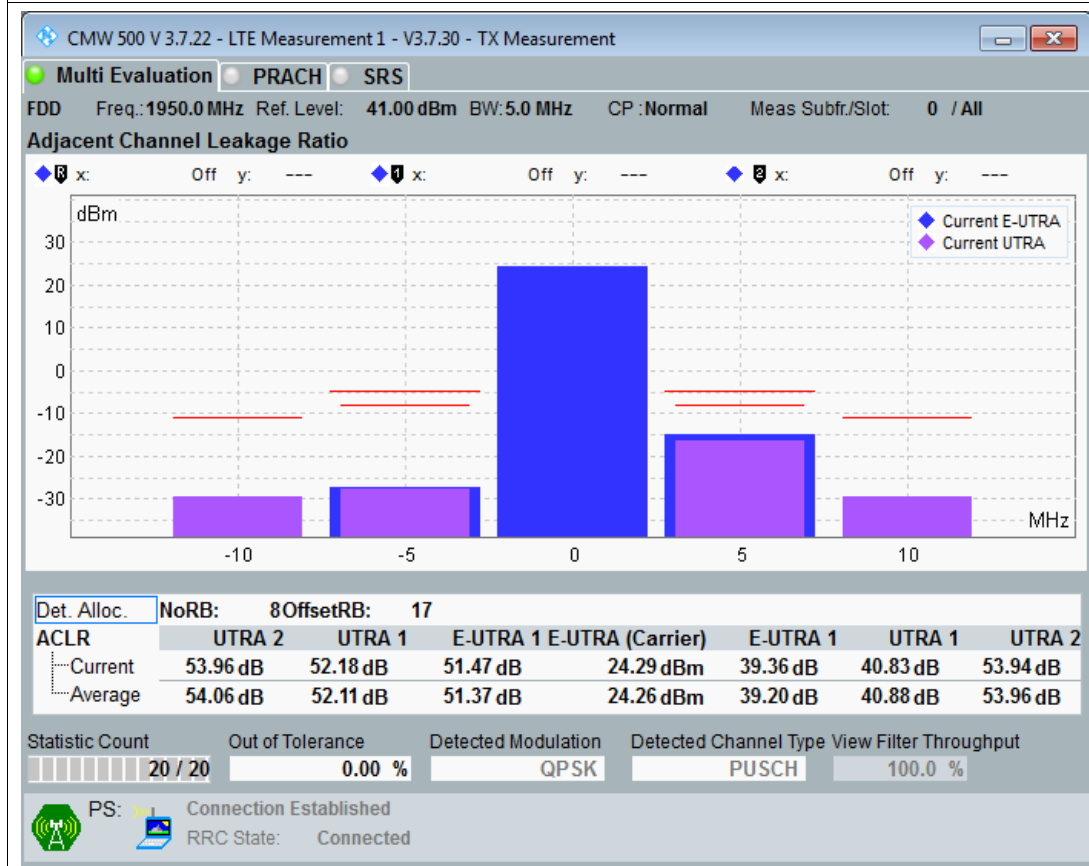 CMW 500 V 3.7.22 - LTE Measurement 1 - V3.7.30 - TX Measurement
Multi Evaluation PRACH SRS
FDD Freq.: 1950.0 MHz Ref. Level: 41.00 dBm BW: 5.0 MHz CP : Normal Meas Subfr./Slot: 0 / All
Adjacent Channel Leakage Ratio
R x: Off y: --- 1 x: Off y: --- 2 x: Off y: ---
dBm
Current E-UTRA
Current UTRA
30
20
10
0
-10
-20
-30
MHz
-10 -5 0 5 10
Det. Alloc. NoRB: 8 OffsetRB: 17
ACLR UTRA 2 UTRA 1 E-UTRA 1 E-UTRA (Carrier) E-UTRA 1 UTRA 1 UTRA 2
Current 53.96 dB 52.18 dB 51.47 dB 24.29 dBm 39.36 dB 40.83 dB 53.94 dB
Average 54.06 dB 52.11 dB 51.37 dB 24.26 dBm 39.20 dB 40.88 dB 53.96 dB
Statistic Count Out of Tolerance Detected Modulation Detected Channel Type View Filter Throughput
20 / 20 0.00 % QPSK PUSCH 100.0 %
PS: Connection Established
RRC State: Connected